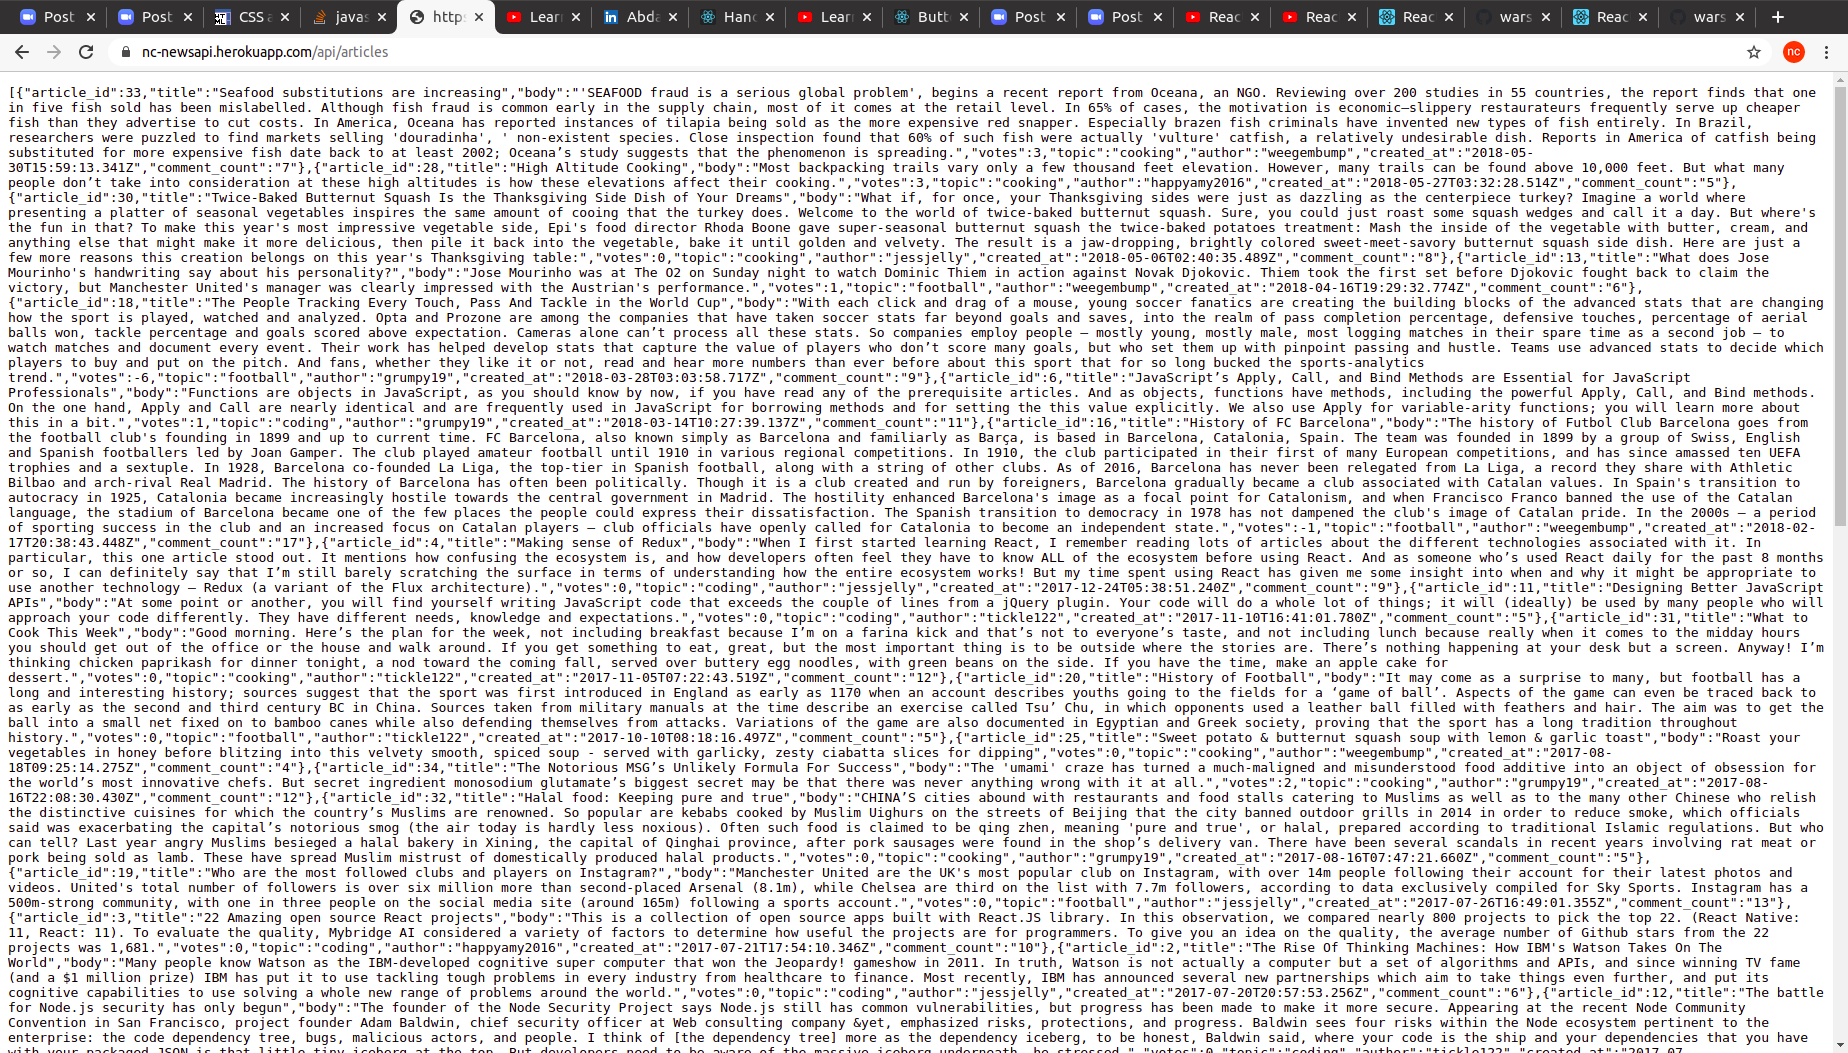 Post
Post
CSS a
javas
http:
Learn
Abda
Hand
Learn
Butt
Post
Post
Reac
Reac
Reac
wars
Reac
wars
nc-newsapi.herokuapp.com/api/articles
nc
[{"article_id":33,"title":"Seafood substitutions are increasing","body":"'SEAFOOD fraud is a serious global problem', begins a recent report from Oceana, an NGO. Reviewing over 200 studies in 55 countries, the report finds that one
in five fish sold has been mislabelled. Although fish fraud is common early in the supply chain, most of it comes at the retail level. In 65% of cases, the motivation is economic—slippery restaurateurs frequently serve up cheaper
fish than they advertise to cut costs. In America, Oceana has reported instances of tilapia being sold as the more expensive red snapper. Especially brazen fish criminals have invented new types of fish entirely. In Brazil,
researchers were puzzled to find markets selling 'douradinha', ' non-existent species. Close inspection found that 60% of such fish were actually 'vulture' catfish, a relatively undesirable dish. Reports in America of catfish being
substituted for more expensive fish date back to at least 2002; Oceana’s study suggests that the phenomenon is spreading.","votes":3,"topic":"cooking","author":"weegembump","created_at":"2018-05-
30T15:59:13.341Z","comment_count":"7"},{"article_id":28,"title":"High Altitude Cooking","body":"Most backpacking trails vary only a few thousand feet elevation. However, many trails can be found above 10,000 feet. But what many
people don’t take into consideration at these high altitudes is how these elevations affect their cooking.","votes":3,"topic":"cooking","author":"happyamy2016","created_at":"2018-05-27T03:32:28.514Z","comment_count":"5"},
{"article_id":30,"title":"Twice-Baked Butternut Squash Is the Thanksgiving Side Dish of Your Dreams","body":"What if, for once, your Thanksgiving sides were just as dazzling as the centerpiece turkey? Imagine a world where
presenting a platter of seasonal vegetables inspires the same amount of cooing that the turkey does. Welcome to the world of twice-baked butternut squash. Sure, you could just roast some squash wedges and call it a day. But where's
the fun in that? To make this year's most impressive vegetable side, Epi's food director Rhoda Boone gave super-seasonal butternut squash the twice-baked potatoes treatment: Mash the inside of the vegetable with butter, cream, and
anything else that might make it more delicious, then pile it back into the vegetable, bake it until golden and velvety. The result is a jaw-dropping, brightly colored sweet-meet-savory butternut squash side dish. Here are just a
few more reasons this creation belongs on this year's Thanksgiving table:","votes":0,"topic":"cooking","author":"jessjelly","created_at":"2018-05-06T02:40:35.489Z","comment_count":"8"},{"article_id":13,"title":"What does Jose
Mourinho's handwriting say about his personality?","body":"Jose Mourinho was at The O2 on Sunday night to watch Dominic Thiem in action against Novak Djokovic. Thiem took the first set before Djokovic fought back to claim the
victory, but Manchester United's manager was clearly impressed with the Austrian's performance.","votes":1,"topic":"football","author":"weegembump","created_at":"2018-04-16T19:29:32.774Z","comment_count":"6"},
{"article_id":18,"title":"The People Tracking Every Touch, Pass And Tackle in the World Cup","body":"With each click and drag of a mouse, young soccer fanatics are creating the building blocks of the advanced stats that are changing
how the sport is played, watched and analyzed. Opta and Prozone are among the companies that have taken soccer stats far beyond goals and saves, into the realm of pass completion percentage, defensive touches, percentage of aerial
balls won, tackle percentage and goals scored above expectation. Cameras alone can’t process all these stats. So companies employ people — mostly young, mostly male, most logging matches in their spare time as a second job — to
watch matches and document every event. Their work has helped develop stats that capture the value of players who don’t score many goals, but who set them up with pinpoint passing and hustle. Teams use advanced stats to decide which
players to buy and put on the pitch. And fans, whether they like it or not, read and hear more numbers than ever before about this sport that for so long bucked the sports-analytics
trend.","votes":-6,"topic":"football","author":"grumpy19","created_at":"2018-03-28T03:03:58.717Z","comment_count":"9"},{"article_id":6,"title":"JavaScript’s Apply, Call, and Bind Methods are Essential for JavaScript
Professionals","body":"Functions are objects in JavaScript, as you should know by now, if you have read any of the prerequisite articles. And as objects, functions have methods, including the powerful Apply, Call, and Bind methods.
On the one hand, Apply and Call are nearly identical and are frequently used in JavaScript for borrowing methods and for setting the this value explicitly. We also use Apply for variable-arity functions; you will learn more about
this in a bit.","votes":1,"topic":"coding","author":"grumpy19","created_at":"2018-03-14T10:27:39.137Z","comment_count":"11"},{"article_id":16,"title":"History of FC Barcelona","body":"The history of Futbol Club Barcelona goes from
the football club's founding in 1899 and up to current time. FC Barcelona, also known simply as Barcelona and familiarly as Barça, is based in Barcelona, Catalonia, Spain. The team was founded in 1899 by a group of Swiss, English
and Spanish footballers led by Joan Gamper. The club played amateur football until 1910 in various regional competitions. In 1910, the club participated in their first of many European competitions, and has since amassed ten UEFA
trophies and a sextuple. In 1928, Barcelona co-founded La Liga, the top-tier in Spanish football, along with a string of other clubs. As of 2016, Barcelona has never been relegated from La Liga, a record they share with Athletic
Bilbao and arch-rival Real Madrid. The history of Barcelona has often been politically. Though it is a club created and run by foreigners, Barcelona gradually became a club associated with Catalan values. In Spain's transition to
autocracy in 1925, Catalonia became increasingly hostile towards the central government in Madrid. The hostility enhanced Barcelona's image as a focal point for Catalonism, and when Francisco Franco banned the use of the Catalan
language, the stadium of Barcelona became one of the few places the people could express their dissatisfaction. The Spanish transition to democracy in 1978 has not dampened the club's image of Catalan pride. In the 2000s – a period
of sporting success in the club and an increased focus on Catalan players – club officials have openly called for Catalonia to become an independent state.","votes":-1,"topic":"football","author":"weegembump","created_at":"2018-02-
17T20:38:43.448Z","comment_count":"17"},{"article_id":4,"title":"Making sense of Redux","body":"When I first started learning React, I remember reading lots of articles about the different technologies associated with it. In
particular, this one article stood out. It mentions how confusing the ecosystem is, and how developers often feel they have to know ALL of the ecosystem before using React. And as someone who’s used React daily for the past 8 months
or so, I can definitely say that I’m still barely scratching the surface in terms of understanding how the entire ecosystem works! But my time spent using React has given me some insight into when and why it might be appropriate to
use another technology — Redux (a variant of the Flux architecture).","votes":0,"topic":"coding","author":"jessjelly","created_at":"2017-12-24T05:38:51.240Z","comment_count":"9"},{"article_id":11,"title":"Designing Better JavaScript
APIs","body":"At some point or another, you will find yourself writing JavaScript code that exceeds the couple of lines from a jQuery plugin. Your code will do a whole lot of things; it will (ideally) be used by many people who will
approach your code differently. They have different needs, knowledge and expectations.","votes":0,"topic":"coding","author":"tickle122","created_at":"2017-11-10T16:41:01.780Z","comment_count":"5"},{"article_id":31,"title":"What to
Cook This Week","body":"Good morning. Here’s the plan for the week, not including breakfast because I’m on a farina kick and that’s not to everyone’s taste, and not including lunch because really when it comes to the midday hours
you should get out of the office or the house and walk around. If you get something to eat, great, but the most important thing is to be outside where the stories are. There’s nothing happening at your desk but a screen. Anyway! I’m
thinking chicken paprikash for dinner tonight, a nod toward the coming fall, served over buttery egg noodles, with green beans on the side. If you have the time, make an apple cake for
dessert.","votes":0,"topic":"cooking","author":"tickle122","created_at":"2017-11-05T07:22:43.519Z","comment_count":"12"},{"article_id":20,"title":"History of Football","body":"It may come as a surprise to many, but football has a
long and interesting history; sources suggest that the sport was first introduced in England as early as 1170 when an account describes youths going to the fields for a ‘game of ball’. Aspects of the game can even be traced back to
as early as the second and third century BC in China. Sources taken from military manuals at the time describe an exercise called Tsu’ Chu, in which opponents used a leather ball filled with feathers and hair. The aim was to get the
ball into a small net fixed on to bamboo canes while also defending themselves from attacks. Variations of the game are also documented in Egyptian and Greek society, proving that the sport has a long tradition throughout
history.","votes":0,"topic":"football","author":"tickle122","created_at":"2017-10-10T08:18:16.497Z","comment_count":"5"},{"article_id":25,"title":"Sweet potato & butternut squash soup with lemon & garlic toast","body":"Roast your
vegetables in honey before blitzing into this velvety smooth, spiced soup - served with garlicky, zesty ciabatta slices for dipping","votes":0,"topic":"cooking","author":"weegembump","created_at":"2017-08-
18T09:25:14.275Z","comment_count":"4"},{"article_id":34,"title":"The Notorious MSG’s Unlikely Formula For Success","body":"The 'umami' craze has turned a much-maligned and misunderstood food additive into an object of obsession for
the world’s most innovative chefs. But secret ingredient monosodium glutamate’s biggest secret may be that there was never anything wrong with it at all.","votes":2,"topic":"cooking","author":"grumpy19","created_at":"2017-08-
16T22:08:30.430Z","comment_count":"12"},{"article_id":32,"title":"Halal food: Keeping pure and true","body":"CHINA’S cities abound with restaurants and food stalls catering to Muslims as well as to the many other Chinese who relish
the distinctive cuisines for which the country’s Muslims are renowned. So popular are kebabs cooked by Muslim Uighurs on the streets of Beijing that the city banned outdoor grills in 2014 in order to reduce smoke, which officials
said was exacerbating the capital’s notorious smog (the air today is hardly less noxious). Often such food is claimed to be qing zhen, meaning 'pure and true', or halal, prepared according to traditional Islamic regulations. But who
can tell? Last year angry Muslims besieged a halal bakery in Xining, the capital of Qinghai province, after pork sausages were found in the shop’s delivery van. There have been several scandals in recent years involving rat meat or
pork being sold as lamb. These have spread Muslim mistrust of domestically produced halal products.","votes":0,"topic":"cooking","author":"grumpy19","created_at":"2017-08-16T07:47:21.660Z","comment_count":"5"},
{"article_id":19,"title":"Who are the most followed clubs and players on Instagram?","body":"Manchester United are the UK's most popular club on Instagram, with over 14m people following their account for their latest photos and
videos. United's total number of followers is over six million more than second-placed Arsenal (8.1m), while Chelsea are third on the list with 7.7m followers, according to data exclusively compiled for Sky Sports. Instagram has a
500m-strong community, with one in three people on the social media site (around 165m) following a sports account.","votes":0,"topic":"football","author":"jessjelly","created_at":"2017-07-26T16:49:01.355Z","comment_count":"13"},
{"article_id":3,"title":"22 Amazing open source React projects","body":"This is a collection of open source apps built with React.JS library. In this observation, we compared nearly 800 projects to pick the top 22. (React Native:
11, React: 11). To evaluate the quality, Mybridge AI considered a variety of factors to determine how useful the projects are for programmers. To give you an idea on the quality, the average number of Github stars from the 22
projects was 1,681.","votes":0,"topic":"coding","author":"happyamy2016","created_at":"2017-07-21T17:54:10.346Z","comment_count":"10"},{"article_id":2,"title":"The Rise Of Thinking Machines: How IBM's Watson Takes On The
World","body":"Many people know Watson as the IBM-developed cognitive super computer that won the Jeopardy! gameshow in 2011. In truth, Watson is not actually a computer but a set of algorithms and APIs, and since winning TV fame
(and a $1 million prize) IBM has put it to use tackling tough problems in every industry from healthcare to finance. Most recently, IBM has announced several new partnerships which aim to take things even further, and put its
cognitive capabilities to use solving a whole new range of problems around the world.","votes":0,"topic":"coding","author":"jessjelly","created_at":"2017-07-20T20:57:53.256Z","comment_count":"6"},{"article_id":12,"title":"The battle
for Node.js security has only begun","body":"The founder of the Node Security Project says Node.js still has common vulnerabilities, but progress has been made to make it more secure. Appearing at the recent Node Community
Convention in San Francisco, project founder Adam Baldwin, chief security officer at Web consulting company &yet, emphasized risks, protections, and progress. Baldwin sees four risks within the Node ecosystem pertinent to the
enterprise: the code dependency tree, bugs, malicious actors, and people. I think of [the dependency tree] more as the dependency iceberg, to be honest, Baldwin said, where your code is the ship and your dependencies that you have
with your packaged JSON is that little tiny iceberg at the top. But developers need to be aware of the massive iceberg underneath, he stressed.","votes":0,"topic":"coding","author":"tickle122","created_at":"2017-07-